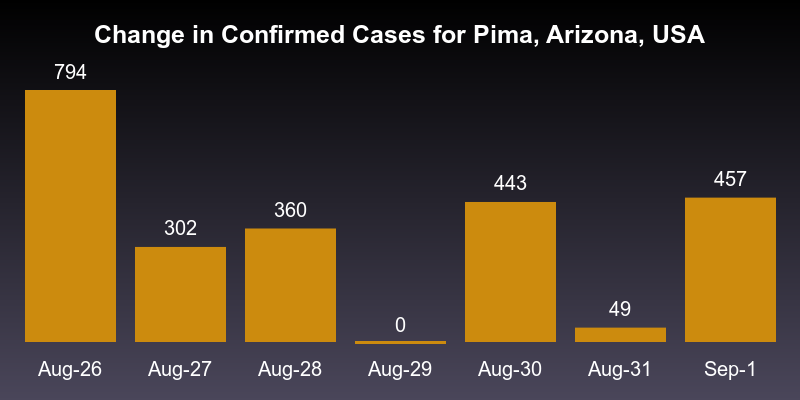 Change in Confirmed Cases for Pima, Arizona, USA
794
302
360
0
443
49
457
Aug-26
Aug-27
Aug-28
Aug-29
Aug-30
Aug-31
Sep-1